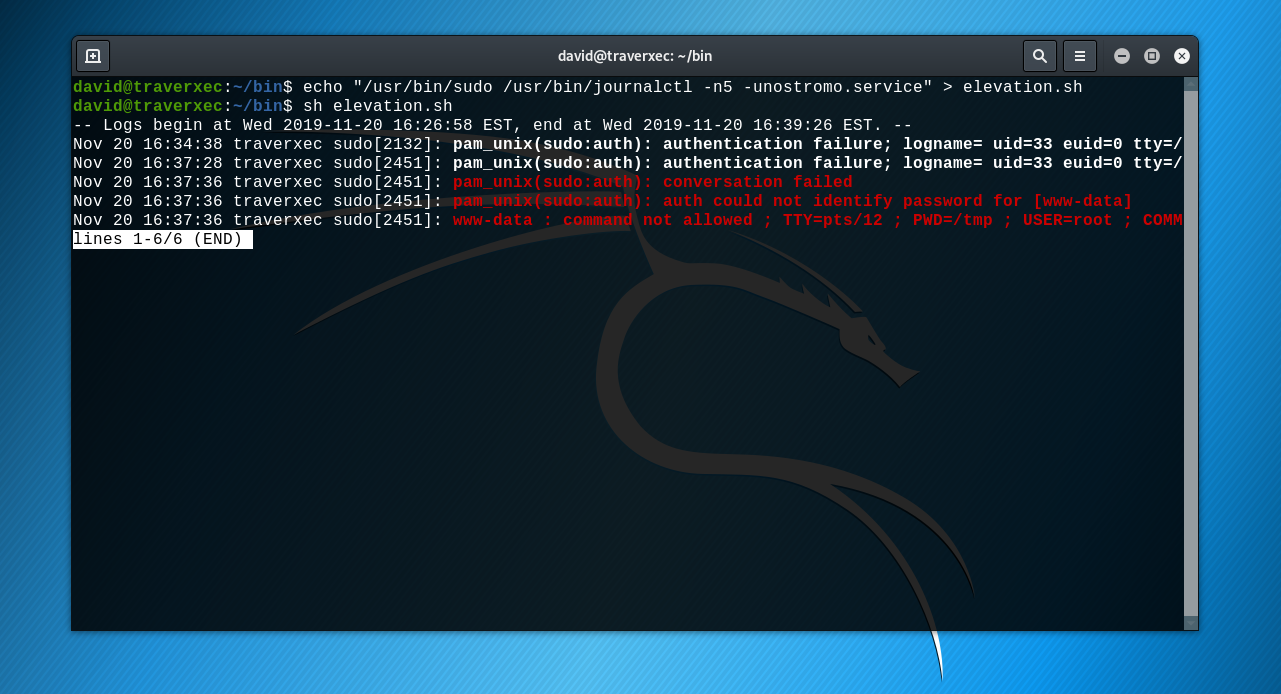 david@traverxec: ~/bin
david@traverxec:~/bin$ echo "/usr/bin/sudo /usr/bin/journalctl -n5 -unostromo.service" > elevation.sh
david@traverxec:~/bin$ sh elevation.sh
-- Logs begin at Wed 2019-11-20 16:26:58 EST, end at Wed 2019-11-20 16:39:26 EST. --
Nov 20 16:34:38 traverxec sudo[2132]: pam_unix(sudo:auth): authentication failure; logname= uid=33 euid=0 tty=/
Nov 20 16:37:28 traverxec sudo[2451]: pam_unix(sudo:auth): authentication failure; logname= uid=33 euid=0 tty=/
Nov 20 16:37:36 traverxec sudo[2451]: pam_unix(sudo:auth): conversation failed
Nov 20 16:37:36 traverxec sudo[2451]: pam_unix(sudo:auth): auth could not identify password for [www-data]
Nov 20 16:37:36 traverxec sudo[2451]: www-data : command not allowed ; TTY=pts/12 ; PWD=/tmp ; USER=root ; COMM
lines 1-6/6 (END)